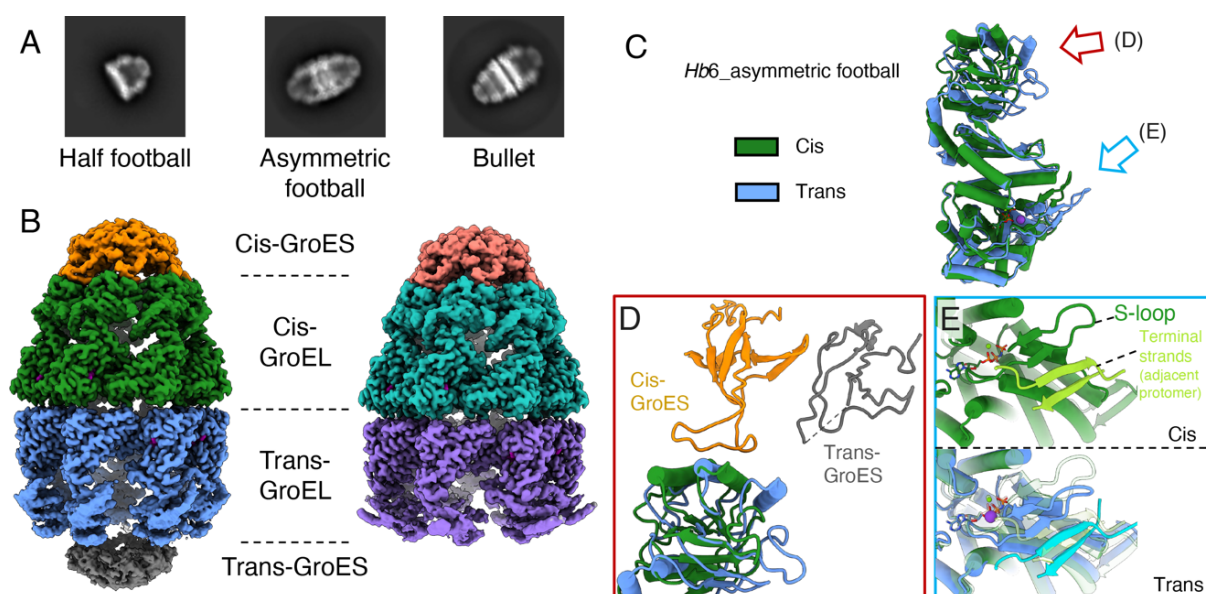 A
Half football
Asymmetric
football
Bullet
B
Cis-GroES
Cis-
GroEL
Trans-
GroEL
Trans-GroES
C
Hb6_asymmetric football
Cis
Trans
(D)
(E)
D
Cis-
GroES
Trans-
GroES
E
S-loop
Terminal
strands
(adjacent
protomer)
Cis
Trans